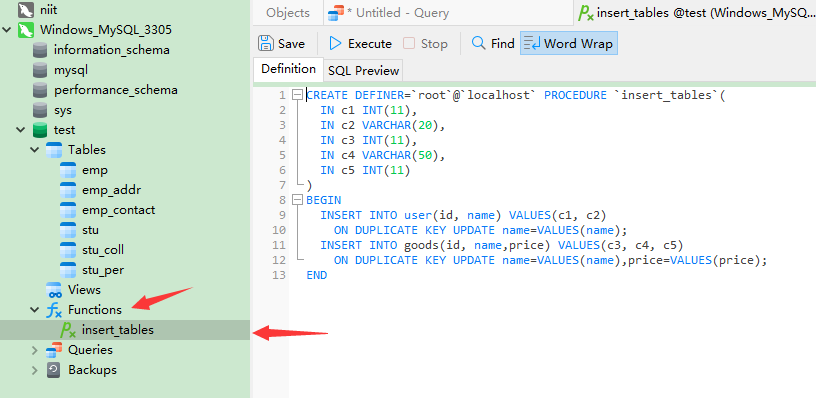 niit
Windows_MySQL_3305
information_schema
mysql
performance_schema
sys
test
Tables
emp
emp_addr
emp_contact
stu
stu_coll
stu_per
Views
Functions
insert_tables
Queries
Backups
Objects
* Untitled - Query
insert_tables @test (Windows_MySQ...
Save
Execute
Stop
Find
Word Wrap
Definition
SQL Preview
1 CREATE DEFINER=`root`@`localhost` PROCEDURE `insert_tables`(
2 IN c1 INT(11),
3 IN c2 VARCHAR(20),
4 IN c3 INT(11),
5 IN c4 VARCHAR(50),
6 IN c5 INT(11)
7 )
8 BEGIN
9 INSERT INTO user(id, name) VALUES(c1, c2)
10 ON DUPLICATE KEY UPDATE name=VALUES(name);
11 INSERT INTO goods(id, name,price) VALUES(c3, c4, c5)
12 ON DUPLICATE KEY UPDATE name=VALUES(name),price=VALUES(price);
13 END